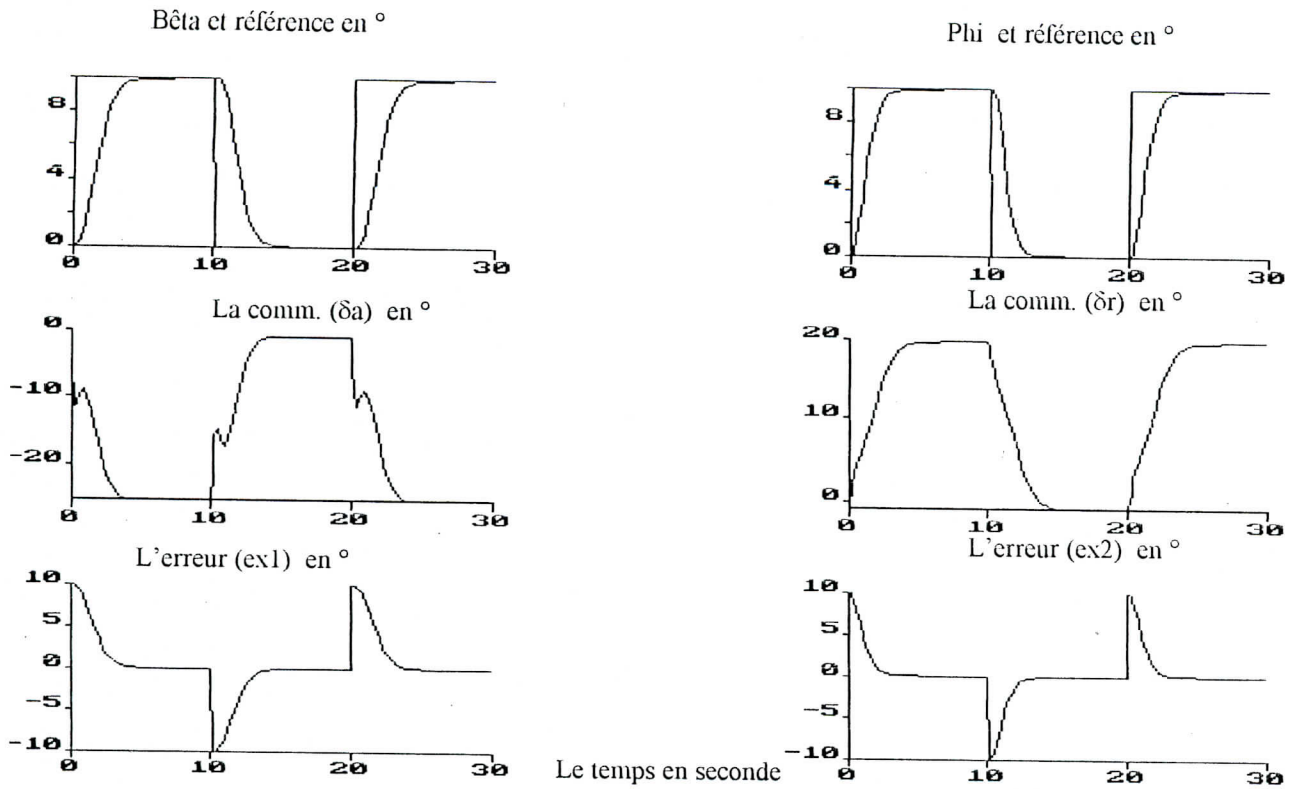 Bêta et référence en °
Phi et référence en °
8
4
0
0 10 20 30
8
4
0
0 10 20 30
La comm. (δa) en °
La comm. (δr) en °
0
-10
-20
0 10 20 30
20
10
0
0 10 20 30
L'erreur (ex1) en °
L'erreur (ex2) en °
10
5
0
-5
-10
0 10 20 30
10
5
0
-5
-10
0 10 20 30
Le temps en seconde